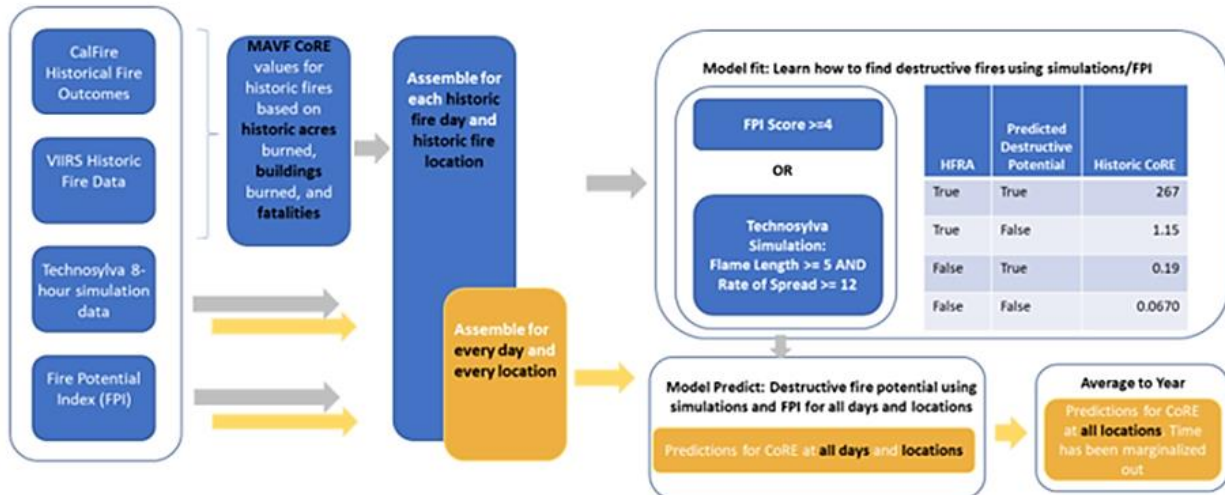 CalFire
Historical Fire
Outcomes
VIIRS Historic
Fire Data
Technosylva 8-
hour simulation
data
Fire Potential
Index (FPI)
MAVF CoRE
values for
historic fires
based on
historic acres
burned,
buildings
burned, and
fatalities
Assemble for
each historic
fire day and
historic fire
location
Assemble for
every day and
every location
Model fit: Learn how to find destructive fires using simulations/FPI
FPI Score >=4
OR
Technosylva
Simulation:
Flame Length >= 5 AND
Rate of Spread >= 12
HFRA
Predicted
Destructive
Potential
Historic CoRE
True True 267
True False 1.15
False True 0.19
False False 0.0670
Model Predict: Destructive fire potential using
simulations and FPI for all days and locations
Predictions for CoRE at all days and locations
Average to Year
Predictions for CoRE
at all locations. Time
has been marginalized
out